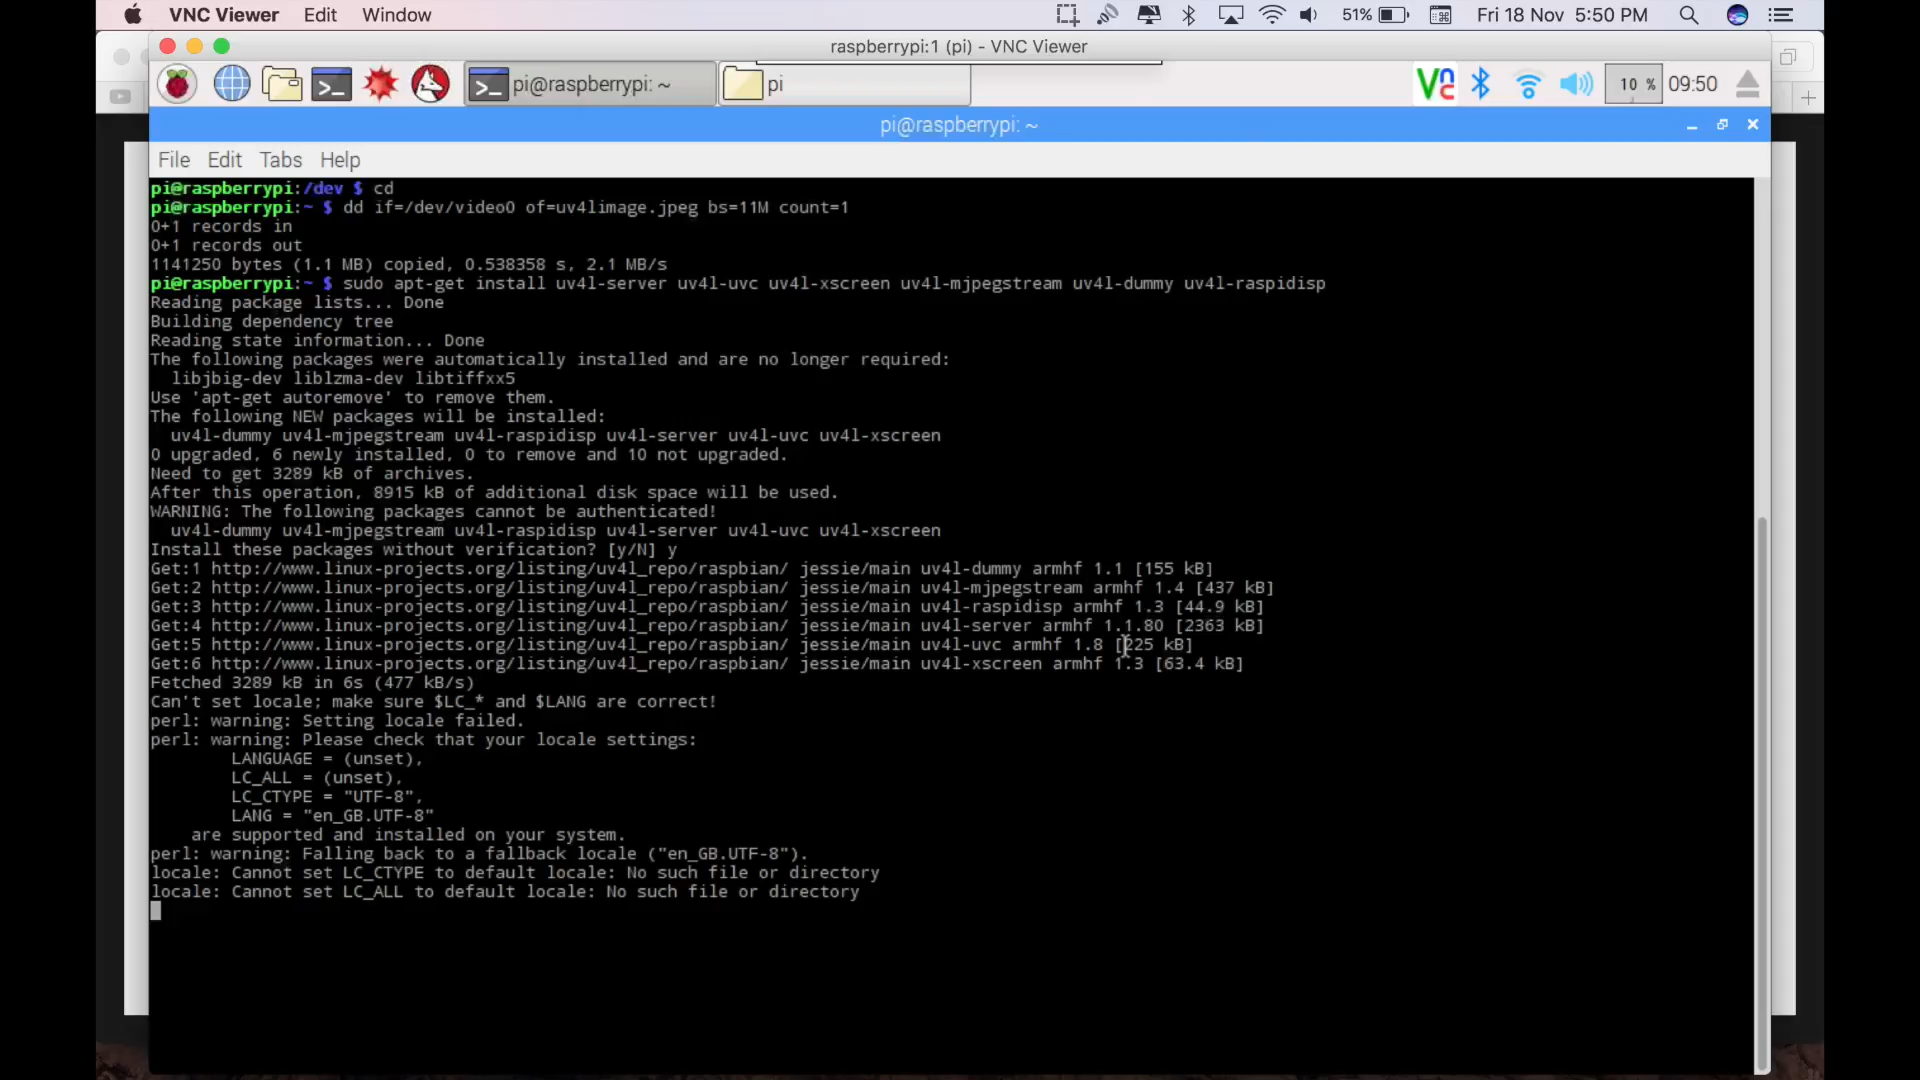 VNC Viewer Edit Window 51% Fri 18 Nov 5:50 PM
raspberrypi:1 (pi) - VNC Viewer
pi@raspberrypi: ~ pi 10 % 09:50
pi@raspberrypi: ~
File Edit Tabs Help
pi@raspberrypi:/dev $ cd
pi@raspberrypi:~ $ dd if=/dev/video0 of=uv4limage.jpeg bs=11M count=1
0+1 records in
0+1 records out
1141250 bytes (1.1 MB) copied, 0.538358 s, 2.1 MB/s
pi@raspberrypi:~ $ sudo apt-get install uv4l-server uv4l-uvc uv4l-xscreen uv4l-mjpegstream uv4l-dummy uv4l-raspidisp
Reading package lists... Done
Building dependency tree
Reading state information... Done
The following packages were automatically installed and are no longer required:
libjbig-dev liblzma-dev libtiffxx5
Use 'apt-get autoremove' to remove them.
The following NEW packages will be installed:
uv4l-dummy uv4l-mjpegstream uv4l-raspidisp uv4l-server uv4l-uvc uv4l-xscreen
0 upgraded, 6 newly installed, 0 to remove and 10 not upgraded.
Need to get 3289 kB of archives.
After this operation, 8915 kB of additional disk space will be used.
WARNING: The following packages cannot be authenticated!
uv4l-dummy uv4l-mjpegstream uv4l-raspidisp uv4l-server uv4l-uvc uv4l-xscreen
Install these packages without verification? [y/N] y
Get:1 http://www.linux-projects.org/listing/uv4l_repo/raspbian/ jessie/main uv4l-dummy armhf 1.1 [155 kB]
Get:2 http://www.linux-projects.org/listing/uv4l_repo/raspbian/ jessie/main uv4l-mjpegstream armhf 1.4 [437 kB]
Get:3 http://www.linux-projects.org/listing/uv4l_repo/raspbian/ jessie/main uv4l-raspidisp armhf 1.3 [44.9 kB]
Get:4 http://www.linux-projects.org/listing/uv4l_repo/raspbian/ jessie/main uv4l-server armhf 1.1.80 [2363 kB]
Get:5 http://www.linux-projects.org/listing/uv4l_repo/raspbian/ jessie/main uv4l-uvc armhf 1.8 [225 kB]
Get:6 http://www.linux-projects.org/listing/uv4l_repo/raspbian/ jessie/main uv4l-xscreen armhf 1.3 [63.4 kB]
Fetched 3289 kB in 6s (477 kB/s)
Can't set locale; make sure $LC_* and $LANG are correct!
perl: warning: Setting locale failed.
perl: warning: Please check that your locale settings:
LANGUAGE = (unset),
LC_ALL = (unset),
LC_CTYPE = "UTF-8",
LANG = "en_GB.UTF-8"
are supported and installed on your system.
perl: warning: Falling back to a fallback locale ("en_GB.UTF-8").
locale: Cannot set LC_CTYPE to default locale: No such file or directory
locale: Cannot set LC_ALL to default locale: No such file or directory